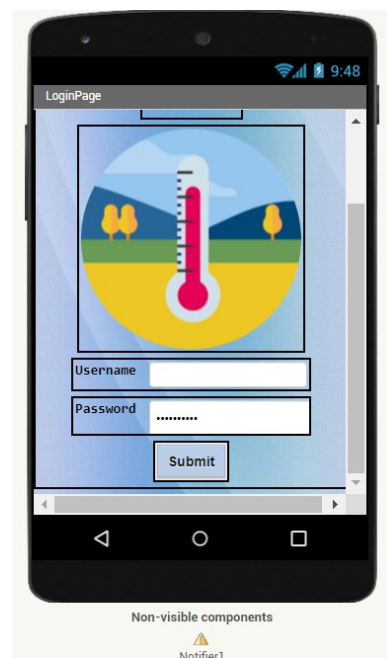 9:48
LoginPage
Username
Password
Submit
Non-visible components
Notifier1